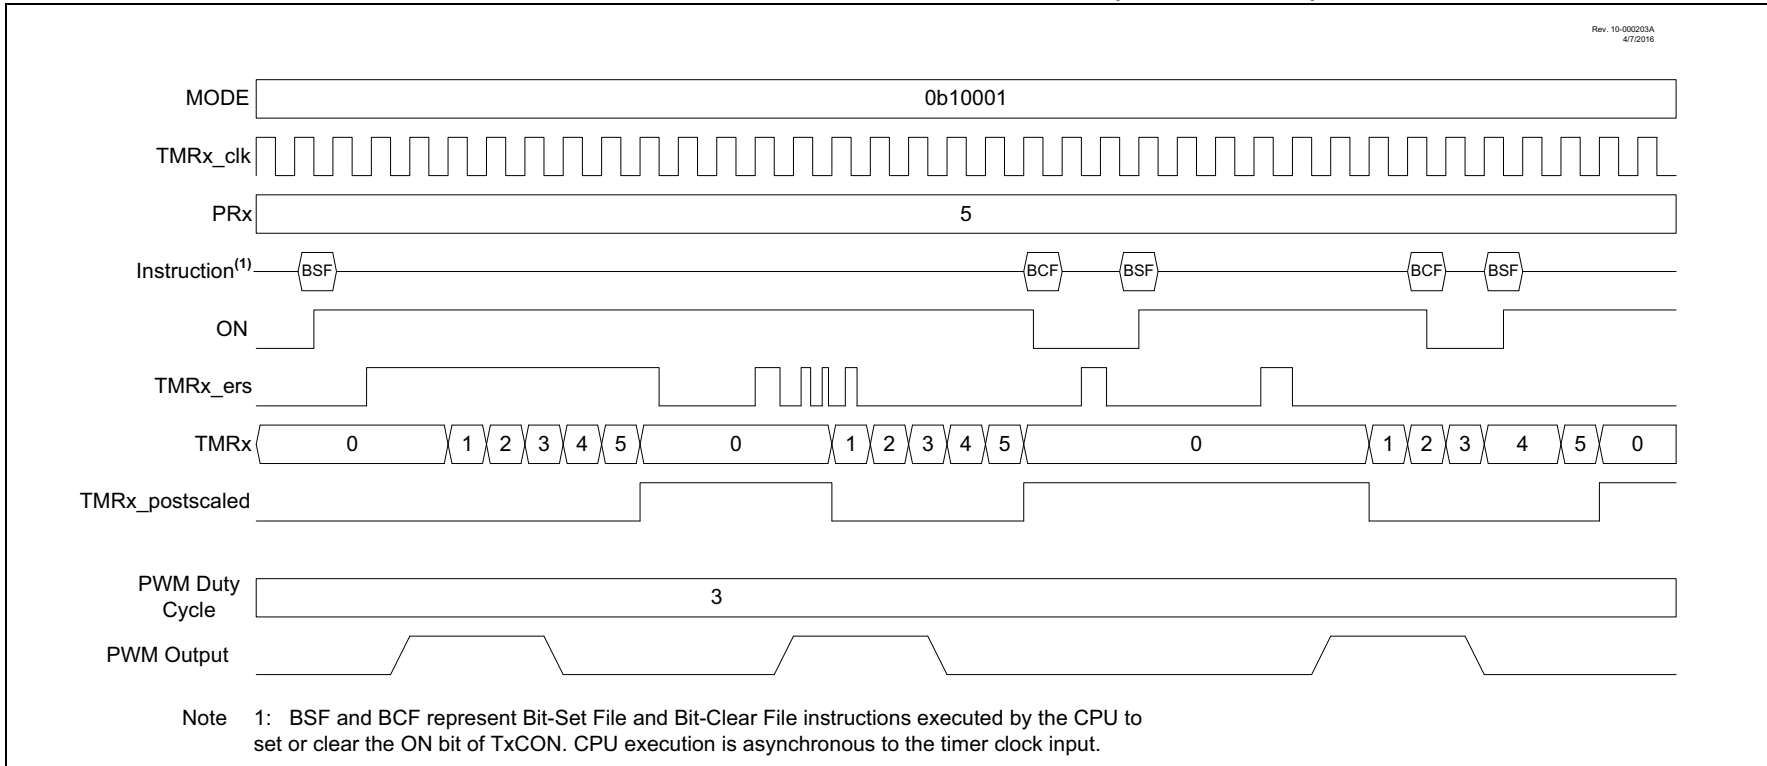 Rev. 10-000203A
4/7/2016
MODE 0b10001
TMRx_clk
PRx 5
Instruction(1) BSF BCF BSF BCF BSF
ON
TMRx_ers
TMRx 0 1 2 3 4 5 0 1 2 3 4 5 0 1 2 3 4 5 0
TMRx_postscaled
PWM Duty
Cycle 3
PWM Output
Note 1: BSF and BCF represent Bit-Set File and Bit-Clear File instructions executed by the CPU to
set or clear the ON bit of TxCON. CPU execution is asynchronous to the timer clock input.